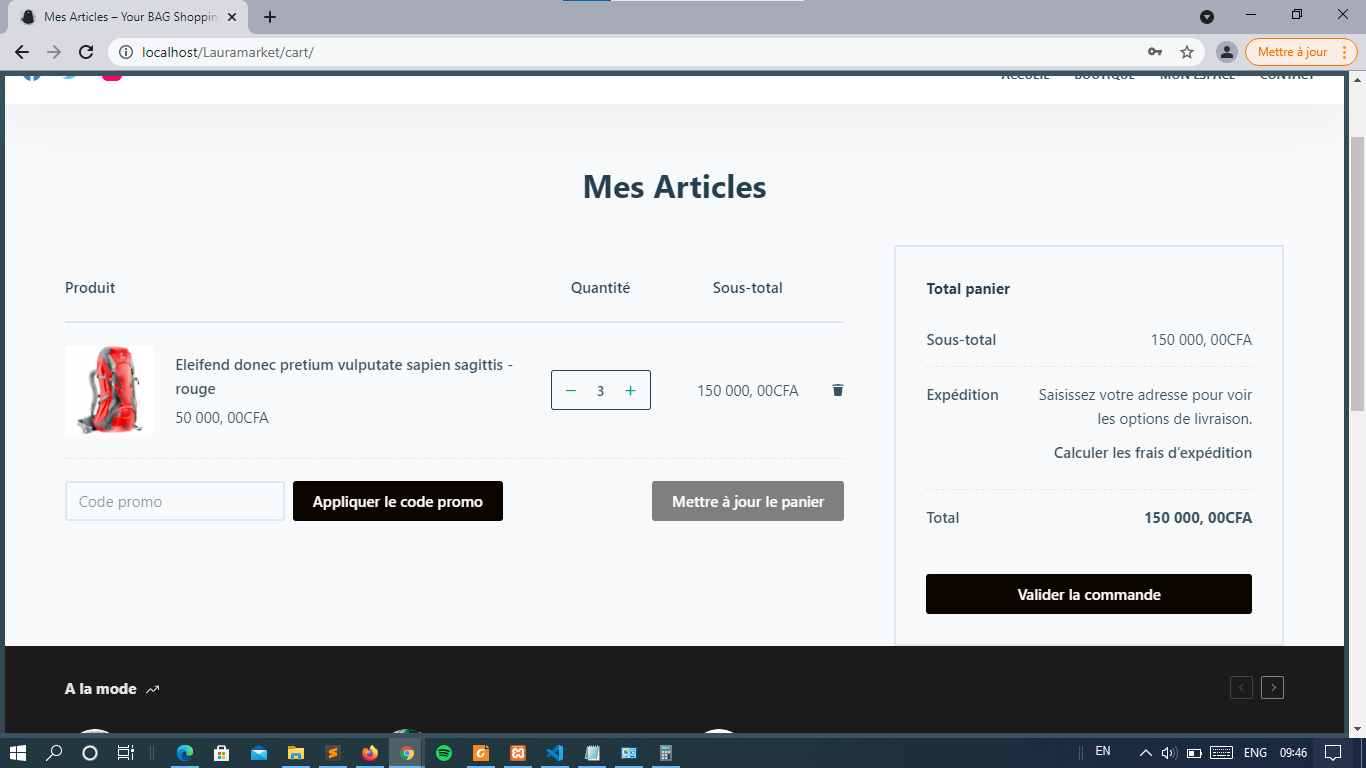 Mes Articles – Your BAG Shoppin
localhost/Lauramarket/cart/
Mettre à jour
ACCUEIL BOUTIQUE MON ESPACE CONTACT
Mes Articles
Produit Quantité Sous-total
Eleifend donec pretium vulputate sapien sagittis -
rouge
50 000, 00CFA
3
150 000, 00CFA
Code promo
Appliquer le code promo
Mettre à jour le panier
Total panier
Sous-total 150 000, 00CFA
Expédition Saisissez votre adresse pour voir
les options de livraison.
Calculer les frais d’expédition
Total 150 000, 00CFA
Valider la commande
A la mode
EN
ENG
09:46